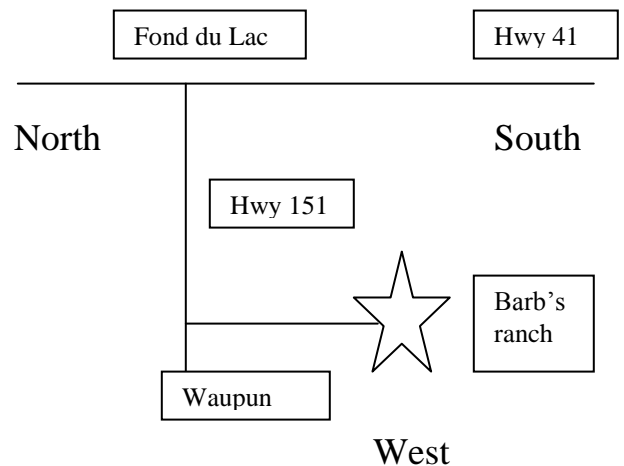 Fond du Lac
Hwy 41
North
South
Hwy 151
Barb's
ranch
Waupun
West